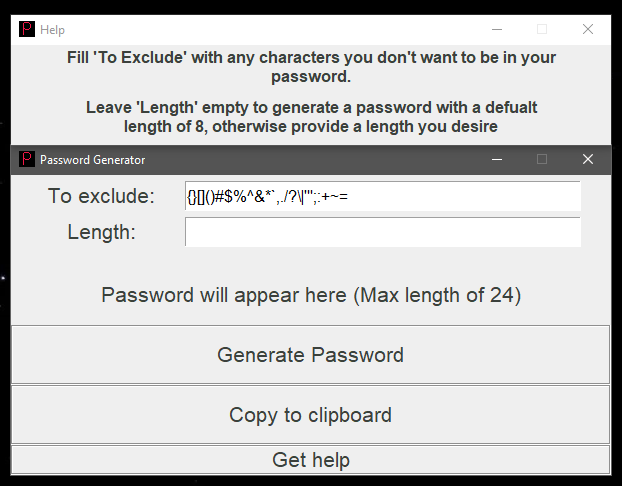 Help
Fill 'To Exclude' with any characters you don't want to be in your
password.
Leave 'Length' empty to generate a password with a defualt
length of 8, otherwise provide a length you desire
Password Generator
To exclude: {}[]()#$%^&*`,./?\|'";:+~=
Length:
Password will appear here (Max length of 24)
Generate Password
Copy to clipboard
Get help